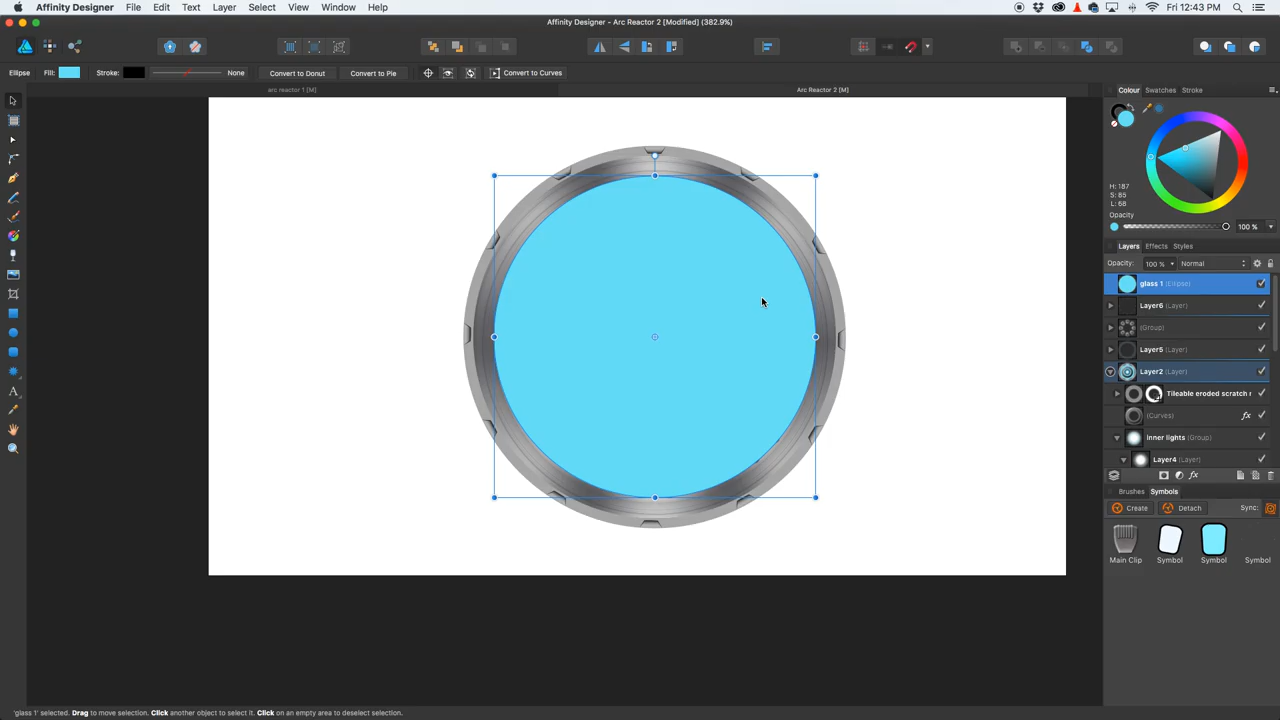 Affinity Designer File Edit Text Layer Select View Window Help Fri 12:43 PM
Affinity Designer - Arc Reactor 2 [Modified] (382.9%)
Ellipse Fill: Stroke: None Convert to Donut Convert to Pie Convert to Curves
arc reactor 1 [M] Arc Reactor 2 [M]
Colour Swatches Stroke
H: 187
S: 85
L: 68
Opacity
100 %
Layers Effects Styles
Opacity: 100 % Normal
glass 1 (Ellipse)
Layer6 (Layer)
(Group)
Layer5 (Layer)
Layer2 (Layer)
Tileable eroded scratch
(Curves) fx
inner lights (Group)
Layer4 (Layer)
fx
Brushes Symbols
Create Detach Sync:
Main Clip Symbol Symbol Symbol
'glass 1' selected. Drag to move selection. Click another object to select it. Click on an empty area to deselect selection.